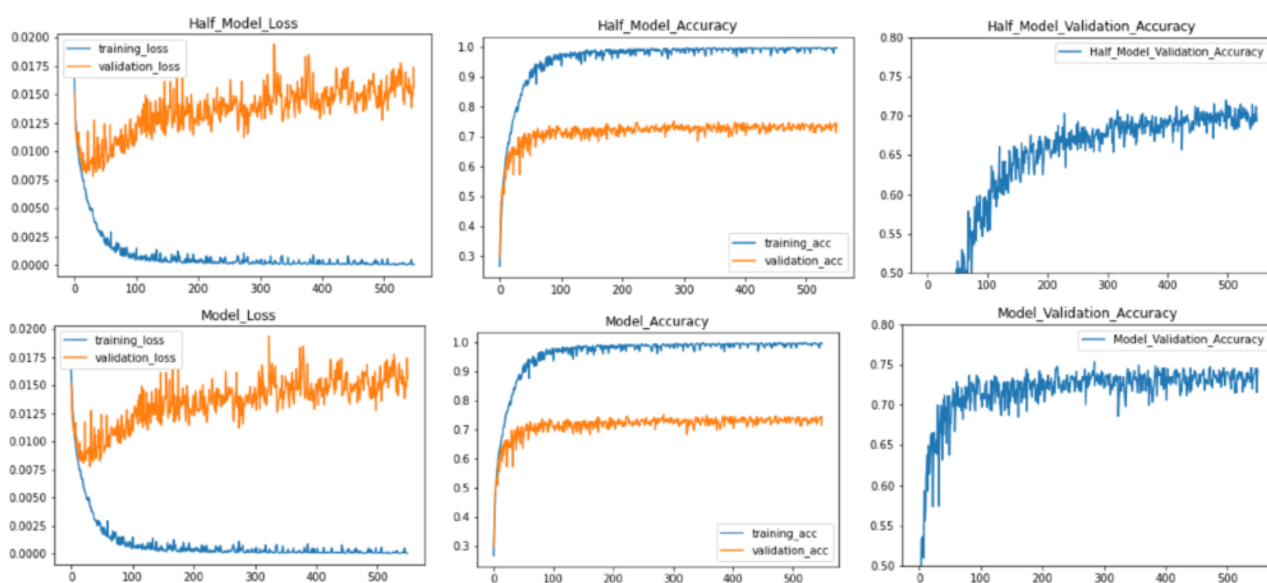 Half_Model_Loss
0.0200
0.0175
0.0150
0.0125
0.0100
0.0075
0.0050
0.0025
0.0000
training_loss
validation_loss
0 100 200 300 400 500
Half_Model_Accuracy
1.0
0.9
0.8
0.7
0.6
0.5
0.4
0.3
training_acc
validation_acc
0 100 200 300 400 500
Half_Model_Validation_Accuracy
0.80
0.75
0.70
0.65
0.60
0.55
0.50
Half_Model_Validation_Accuracy
0 100 200 300 400 500
Model_Loss
0.0200
0.0175
0.0150
0.0125
0.0100
0.0075
0.0050
0.0025
0.0000
training_loss
validation_loss
0 100 200 300 400 500
Model_Accuracy
1.0
0.9
0.8
0.7
0.6
0.5
0.4
0.3
training_acc
validation_acc
0 100 200 300 400 500
Model_Validation_Accuracy
0.80
0.75
0.70
0.65
0.60
0.55
0.50
Model_Validation_Accuracy
0 100 200 300 400 500